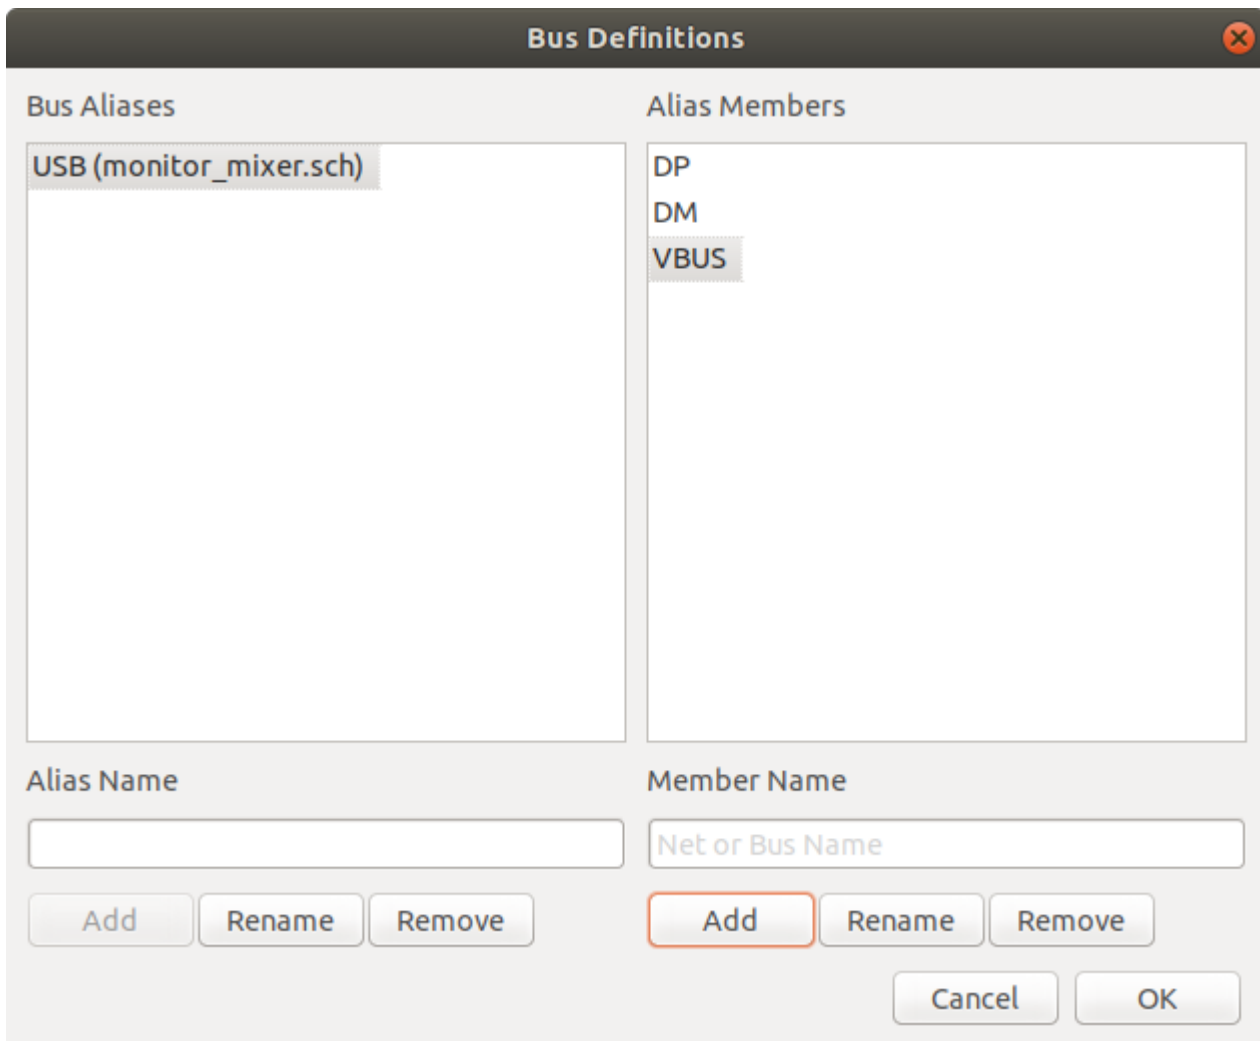 Bus Definitions
Bus Aliases
Alias Members
USB (monitor_mixer.sch)
DP
DM
VBUS
Alias Name
Member Name
Net or Bus Name
Add Rename Remove
Add Rename Remove
Cancel OK